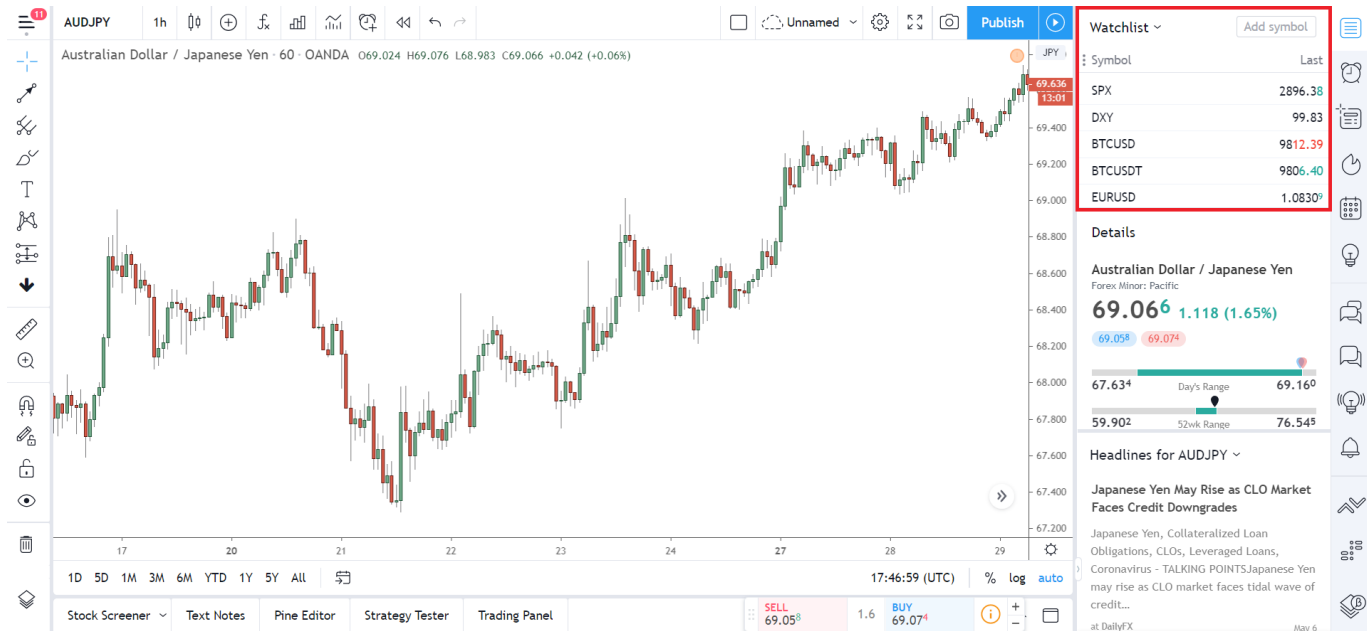 11
AUDJPY 1h Unnamed Publish
Australian Dollar / Japanese Yen · 60 · OANDA O69.024 H69.076 L68.983 C69.066 +0.042 (+0.06%)
JPY
69.636
13:01
69.400
69.200
69.000
68.800
68.600
68.400
68.200
68.000
67.800
67.600
67.400
67.200
17 20 21 22 23 24 27 28 29
1D 5D 1M 3M 6M YTD 1Y 5Y All 17:46:59 (UTC) % log auto
Stock Screener Text Notes Pine Editor Strategy Tester Trading Panel
SELL
69.058
1.6
BUY
69.074
+
−
Watchlist Add symbol
Symbol Last
SPX 2896.38
DXY 99.83
BTCUSD 9812.39
BTCUSDT 9806.40
EURUSD 1.08309
Details
Australian Dollar / Japanese Yen
Forex Minor: Pacific
69.066 1.118 (1.65%)
69.058 69.074
67.634 Day's Range 69.160
59.902 52wk Range 76.545
Headlines for AUDJPY
Japanese Yen May Rise as CLO Market
Faces Credit Downgrades
Japanese Yen, Collateralized Loan
Obligations, CLOs, Leveraged Loans,
Coronavirus - TALKING POINTSJapanese Yen
may rise as CLO market faces tidal wave of
credit...
at DailyFX May 6